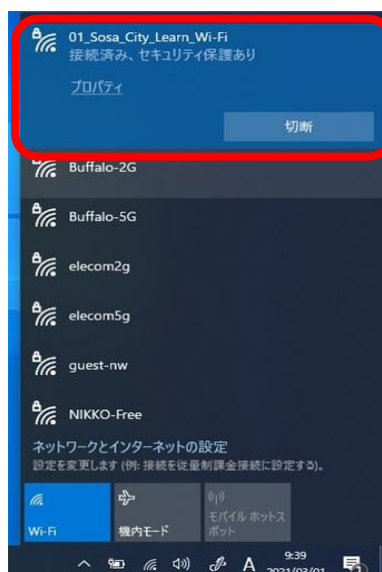 01_Sosa_City_Learn_Wi-Fi
接続済み、セキュリティ保護あり
プロパティ
切断
Buffalo-2G
Buffalo-5G
elecom2g
elecom5g
guest-nw
NIKKO-Free
ネットワークとインターネットの設定
設定を変更します (例: 接続を従量制課金接続に設定する)。
Wi-Fi
機内モード
モバイル ホットス
ポット
A
9:39
2021/03/01